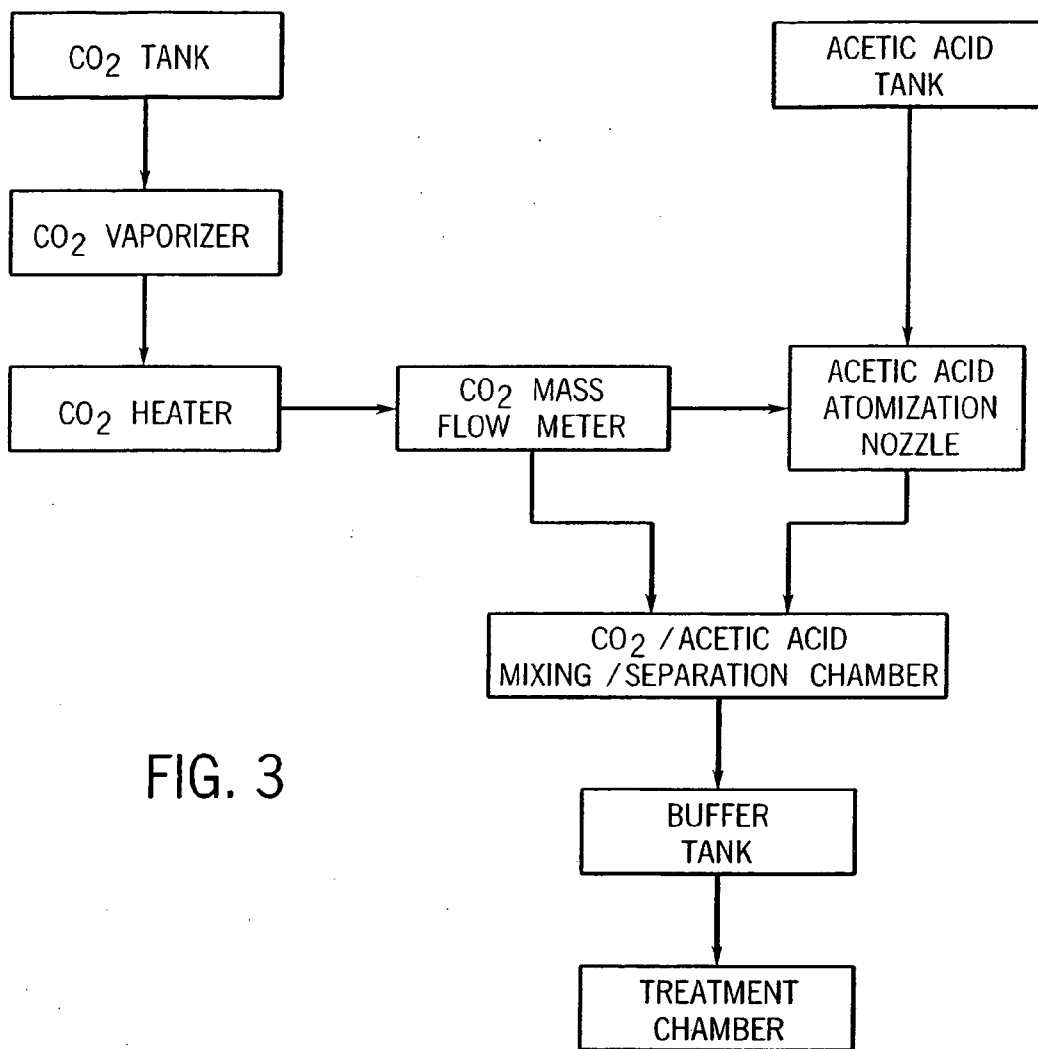 CO2 TANK
ACETIC ACID
TANK
CO2 VAPORIZER
CO2 HEATER
CO2 MASS
FLOW METER
ACETIC ACID
ATOMIZATION
NOZZLE
CO2 /ACETIC ACID
MIXING /SEPARATION CHAMBER
FIG. 3
BUFFER
TANK
TREATMENT
CHAMBER